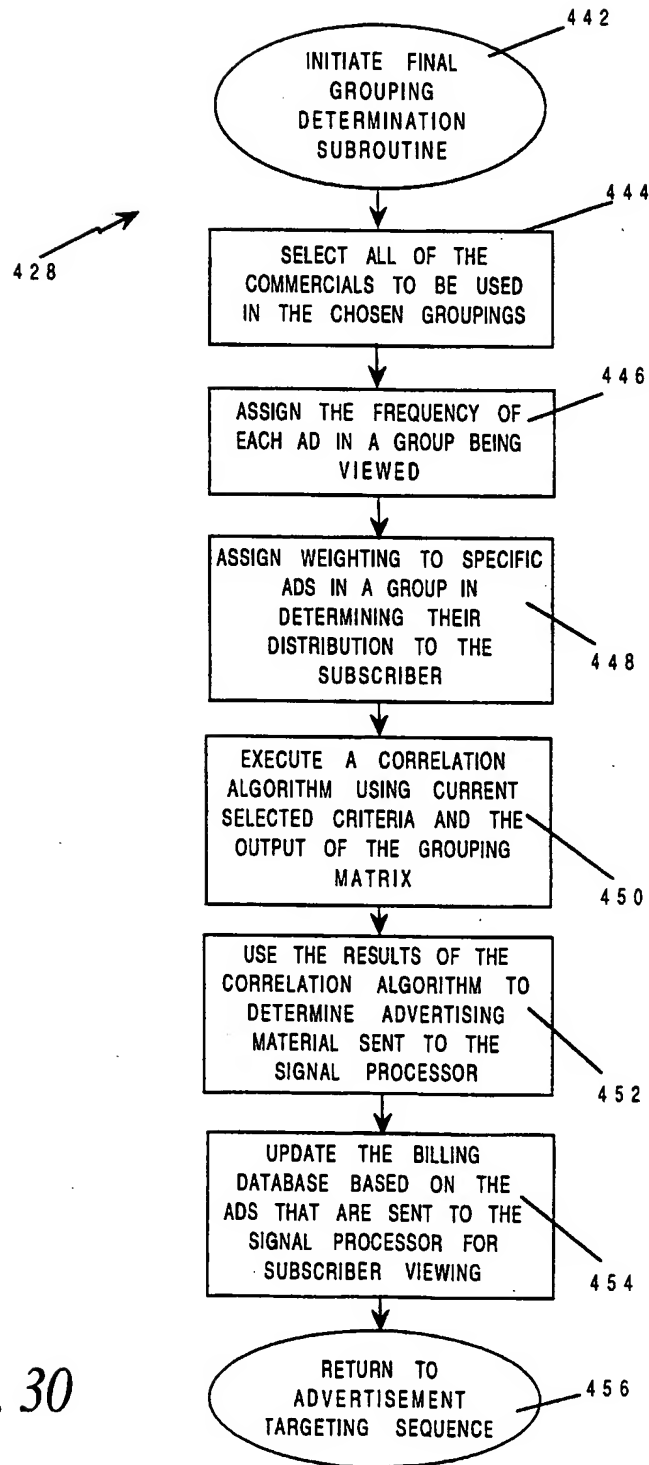 442
INITIATE FINAL
GROUPING
DETERMINATION
SUBROUTINE
444
428
SELECT ALL OF THE
COMMERCIALS TO BE USED
IN THE CHOSEN GROUPINGS
446
ASSIGN THE FREQUENCY OF
EACH AD IN A GROUP BEING
VIEWED
ASSIGN WEIGHTING TO SPECIFIC
ADS IN A GROUP IN
DETERMINING THEIR
DISTRIBUTION TO THE
SUBSCRIBER
448
EXECUTE A CORRELATION
ALGORITHM USING CURRENT
SELECTED CRITERIA AND THE
OUTPUT OF THE GROUPING
MATRIX
450
USE THE RESULTS OF THE
CORRELATION ALGORITHM TO
DETERMINE ADVERTISING
MATERIAL SENT TO THE
SIGNAL PROCESSOR
452
UPDATE THE BILLING
DATABASE BASED ON THE
ADS THAT ARE SENT TO THE
SIGNAL PROCESSOR FOR
SUBSCRIBER VIEWING
454
RETURN TO
ADVERTISEMENT
TARGETING SEQUENCE
456
. 30